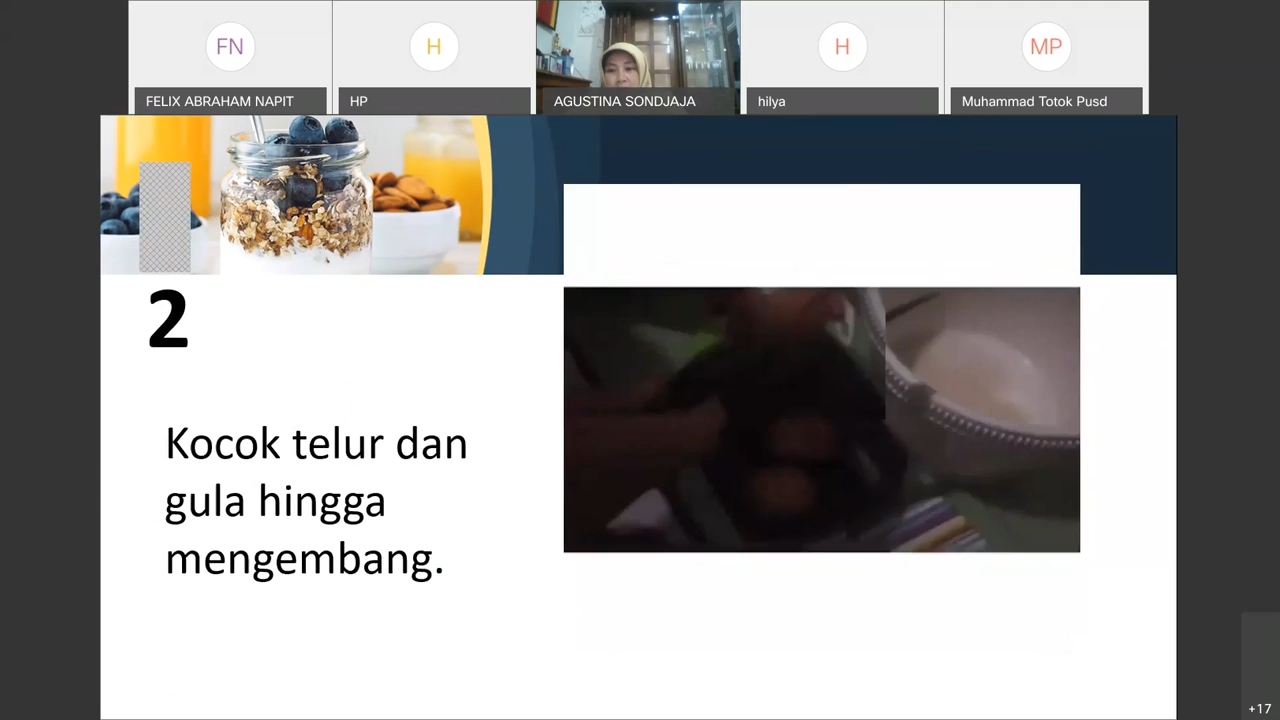 FN
H
H
MP
FELIX ABRAHAM NAPIT
HP
AGUSTINA SONDJAJA
hilya
Muhammad Totok Pusd
2
Kocok telur dan
gula hingga
mengembang.
+17